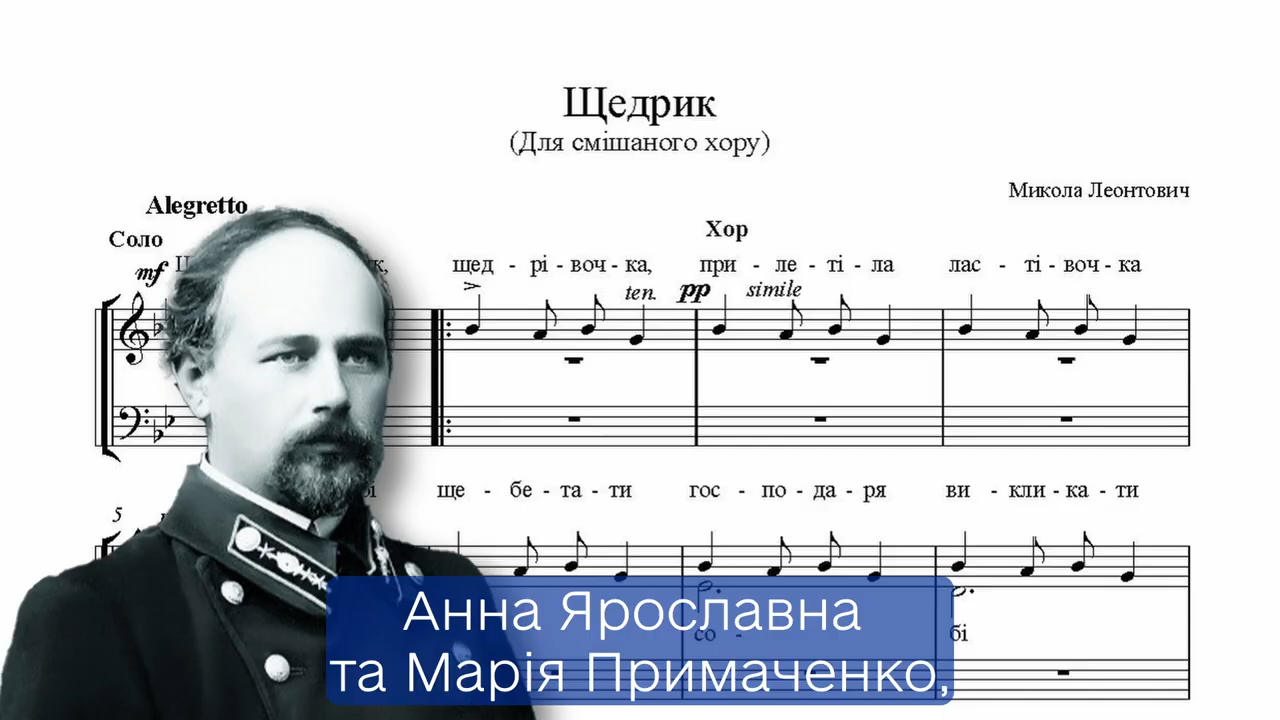 Щедрик
(Для смішаного хору)
Микола Леонтович
Alegretto
Соло
Хор
mf
щед - рі - воч - ка, при - ле - ті - ла лас - ті - воч - ка
ten. pp simile
ще - бе - та - ти гос - по - да - ря ви - кли - ка - ти
5
со - бі
Анна Ярославна
та Марія Примаченко,